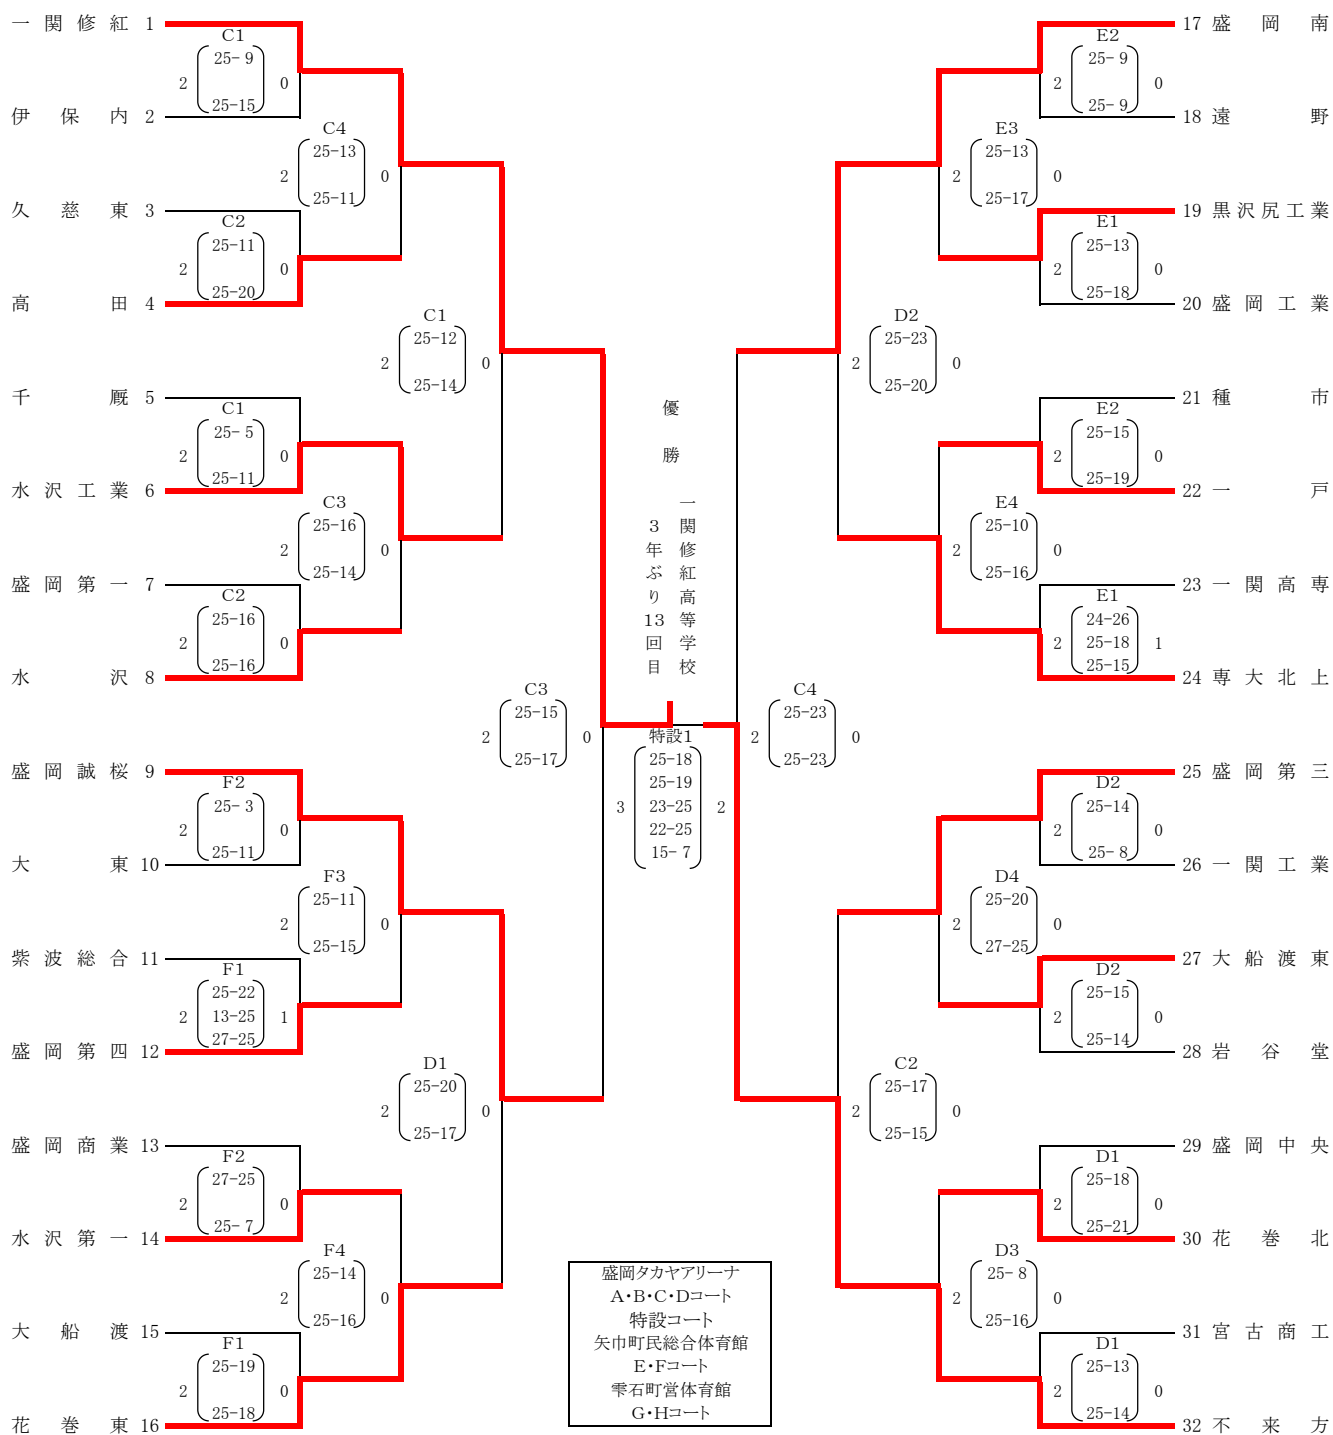 一関修紅 1
C1
25- 9
2 0
25-15
伊保内 2
C4
25-13
2 0
25-11
久慈東 3
C2
25-11
2 0
25-20
高田 4
C1
25-12
2 0
25-14
千厩 5
C1
25- 5
2 0
25-11
水沢工業 6
C3
25-16
2 0
25-14
盛岡第一 7
C2
25-16
2 0
25-16
水沢 8
C3
25-15
2 0
25-17
盛岡誠桜 9
F2
25- 3
2 0
25-11
大東 10
F3
25-11
2 0
25-15
紫波総合 11
F1
25-22
2 13-25 1
27-25
盛岡第四 12
D1
25-20
2 0
25-17
盛岡商業 13
F2
27-25
2 0
25- 7
水沢第一 14
F4
25-14
2 0
25-16
大船渡 15
F1
25-19
2 0
25-18
花巻東 16
優勝
一関修紅高等学校
3年ぶり13回目
特設1
25-18
25-19
3 23-25 2
22-25
15- 7
17 盛岡南
E2
25- 9
2 0
25- 9
18 遠野
E3
25-13
2 0
25-17
19 黒沢尻工業
E1
25-13
2 0
25-18
20 盛岡工業
D2
25-23
2 0
25-20
21 種市
E2
25-15
2 0
25-19
22 一戸
E4
25-10
2 0
25-16
23 一関高専
E1
24-26
2 25-18 1
25-15
24 専大北上
C4
25-23
2 0
25-23
25 盛岡第三
D2
25-14
2 0
25- 8
26 一関工業
D4
25-20
2 0
27-25
27 大船渡東
D2
25-15
2 0
25-14
28 岩谷堂
C2
25-17
2 0
25-15
29 盛岡中央
D1
25-18
2 0
25-21
30 花巻北
D3
25- 8
2 0
25-16
31 宮古商工
D1
25-13
2 0
25-14
32 不来方
盛岡タカヤアリーナ
A・B・C・Dコート
特設コート
矢巾町民総合体育館
E・Fコート
雫石町営体育館
G・Hコート